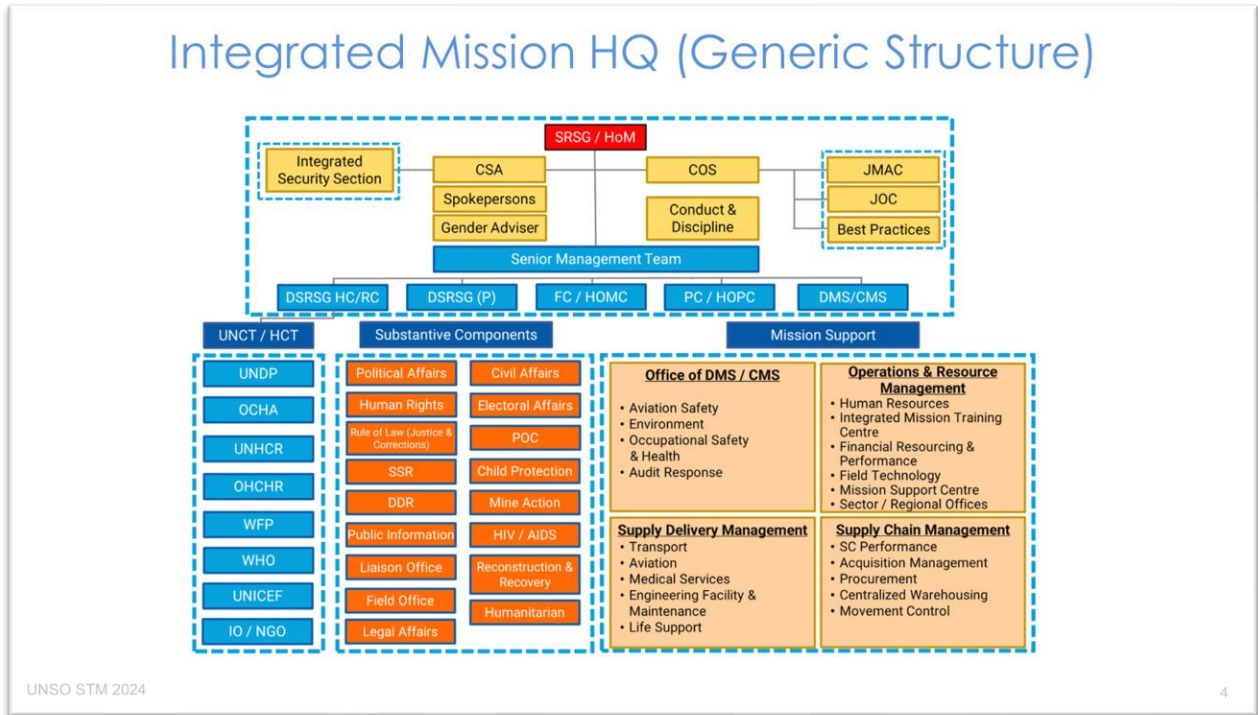 Integrated Mission HQ (Generic Structure)
SRSG / HoM
Integrated
Security Section
CSA
COS
JMAC
Spokepersons
Conduct &
Discipline
JOC
Gender Adviser
Best Practices
Senior Management Team
DSRSG HC/RC
DSRSG (P)
FC / HOMC
PC / HOPC
DMS/CMS
UNCT / HCT
Substantive Components
Mission Support
UNDP
OCHA
UNHCR
OHCHR
WFP
WHO
UNICEF
IO / NGO
Political Affairs
Human Rights
Rule of Law (Justice &
Corrections)
SSR
DDR
Public Information
Liaison Office
Field Office
Legal Affairs
Civil Affairs
Electoral Affairs
POC
Child Protection
Mine Action
HIV / AIDS
Reconstruction &
Recovery
Humanitarian
Office of DMS / CMS
• Aviation Safety
• Environment
• Occupational Safety
& Health
• Audit Response
Operations & Resource
Management
• Human Resources
• Integrated Mission Training
Centre
• Financial Resourcing &
Performance
• Field Technology
• Mission Support Centre
• Sector / Regional Offices
Supply Delivery Management
• Transport
• Aviation
• Medical Services
• Engineering Facility &
Maintenance
• Life Support
Supply Chain Management
• SC Performance
• Acquisition Management
• Procurement
• Centralized Warehousing
• Movement Control
UNSO STM 2024
4